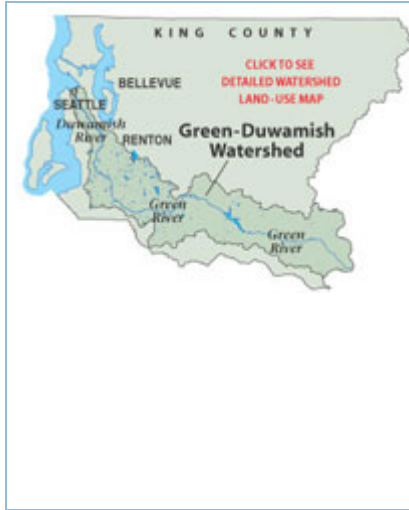 KING COUNTY
CLICK TO SEE
DETAILED WATERSHED
LAND-USE MAP
BELLEVUE
SEATTLE
Duwamish
River
RENTON
Green-Duwamish
Watershed
Green
River
Green
River